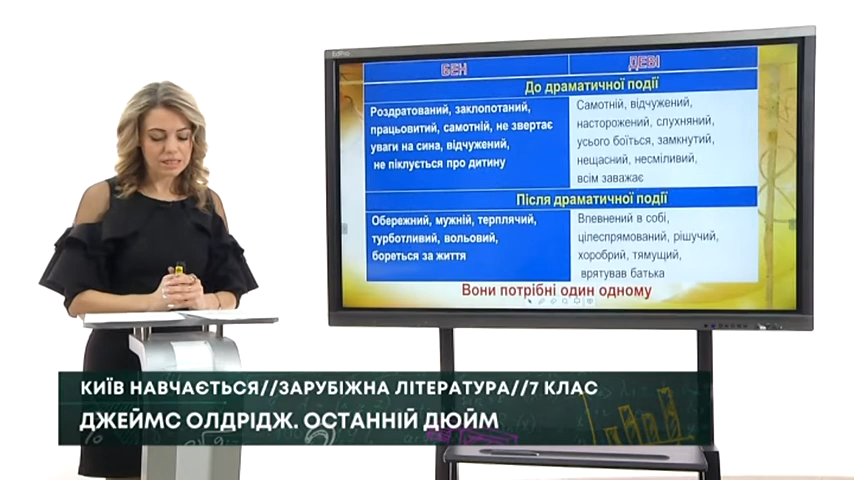 EdPro
БЕН
ДЕВІ
До драматичної події
Роздратований, заклопотаний,
працьовитий, самотній, не звертає
уваги на сина, відчужений,
не піклується про дитину
Самотній, відчужений,
насторожений, слухняний,
усього боїться, замкнутий,
нещасний, несміливий,
всім заважає
Після драматичної події
Обережний, мужній, терплячий,
турботливий, вольовий,
бореться за життя
Впевнений в собі,
цілеспрямований, рішучий,
хоробрий, тямущий,
врятував батька
Вони потрібні один одному
КИЇВ НАВЧАЄТЬСЯ//ЗАРУБІЖНА ЛІТЕРАТУРА//7 КЛАС
ДЖЕЙМС ОЛДРІДЖ. ОСТАННІЙ ДЮЙМ